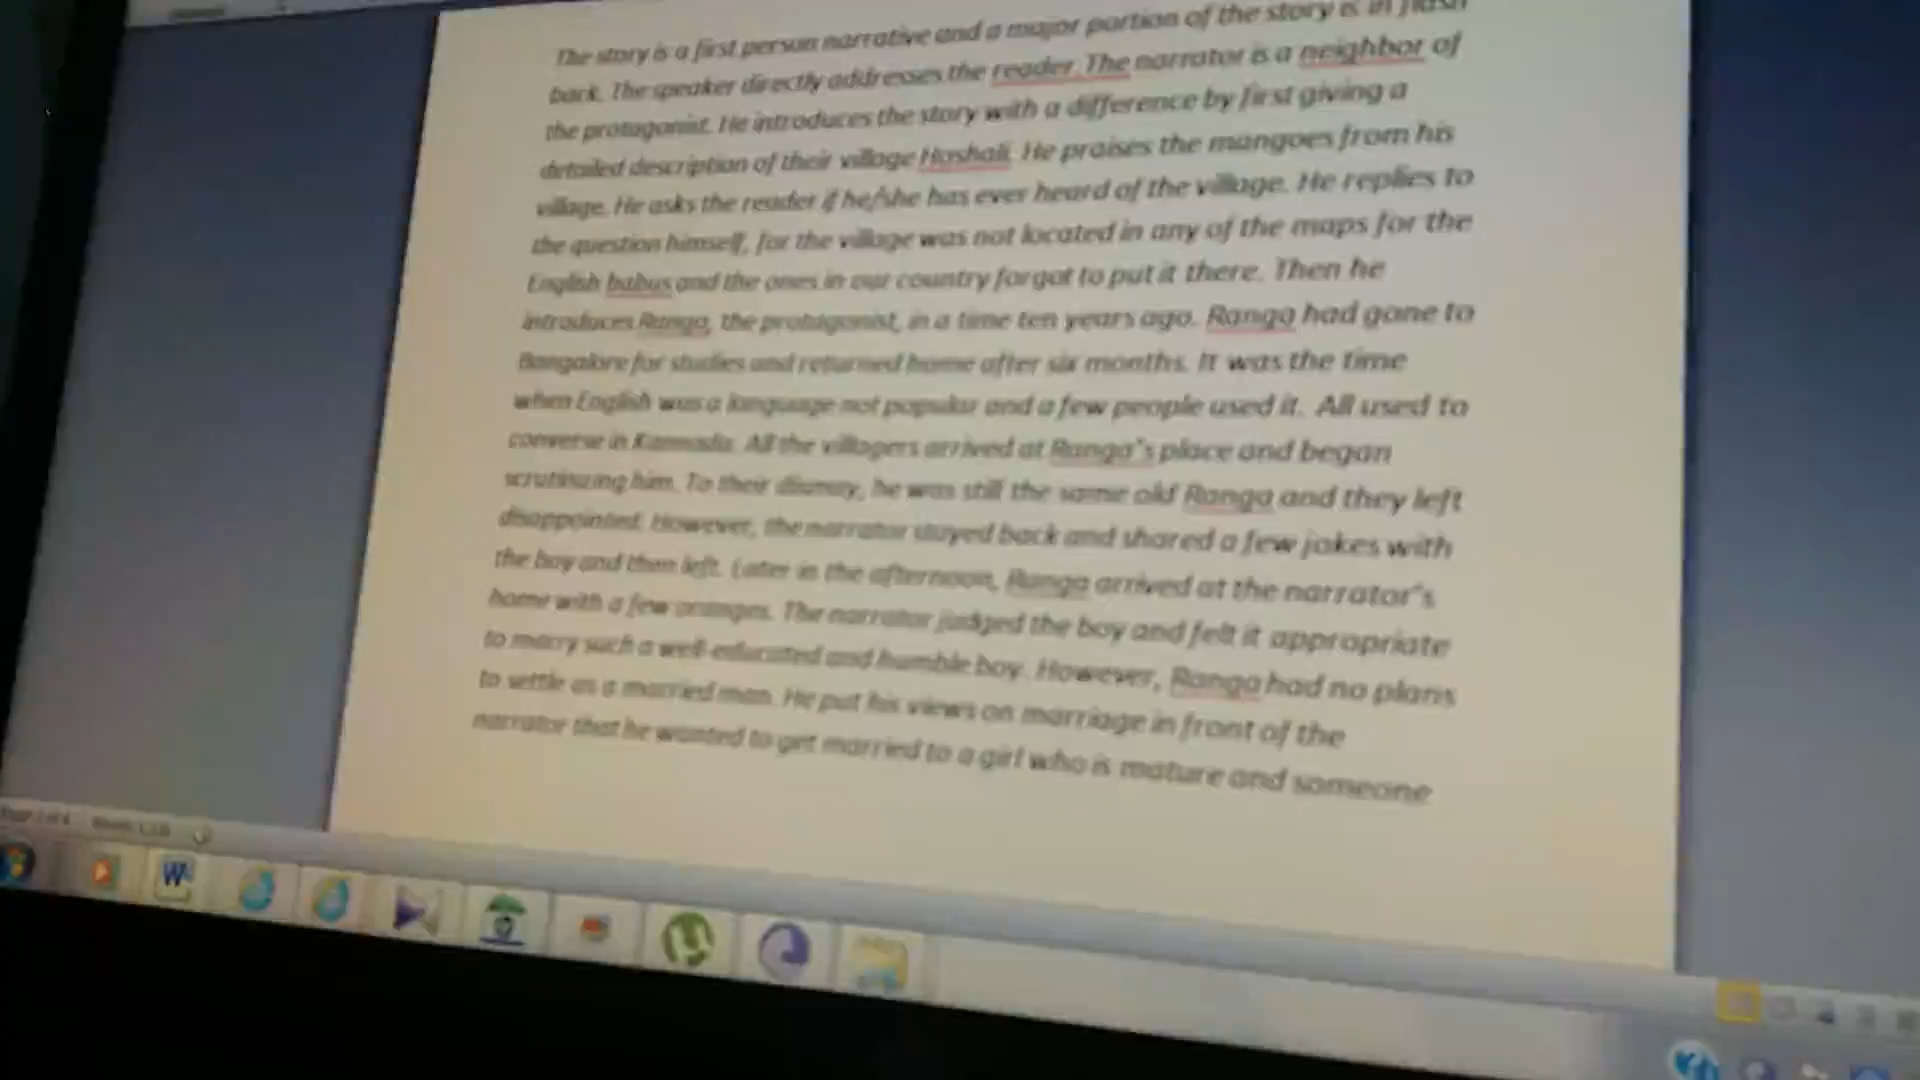 The story is a first person narrative and a major portion of the story is in flash
back. The speaker directly addresses the reader. The narrator is a neighbor of
the protagonist. He introduces the story with a difference by first giving a
detailed description of their village Hoshali. He praises the mangoes from his
village. He asks the reader if he/she has ever heard of the village. He replies to
the question himself, for the village was not located in any of the maps for the
English babus and the ones in our country forgot to put it there. Then he
introduces Ranga, the protagonist, in a time ten years ago. Ranga had gone to
Bangalore for studies and returned home after six months. It was the time
when English was a language not popular and a few people used it. All used to
converse in Kannada. All the villagers arrived at Ranga's place and began
scrutinizing him. To their dismay, he was still the same old Ranga and they left
disappointed. However, the narrator stayed back and shared a few jokes with
the boy and then left. Later in the afternoon, Ranga arrived at the narrator"s
home with a few oranges. The narrator judged the boy and felt it appropriate
to marry such a well-educated and humble boy. However, Ranga had no plans
to settle as a married man. He put his views on marriage in front of the
narrator that he wanted to get married to a girl who is mature and someone